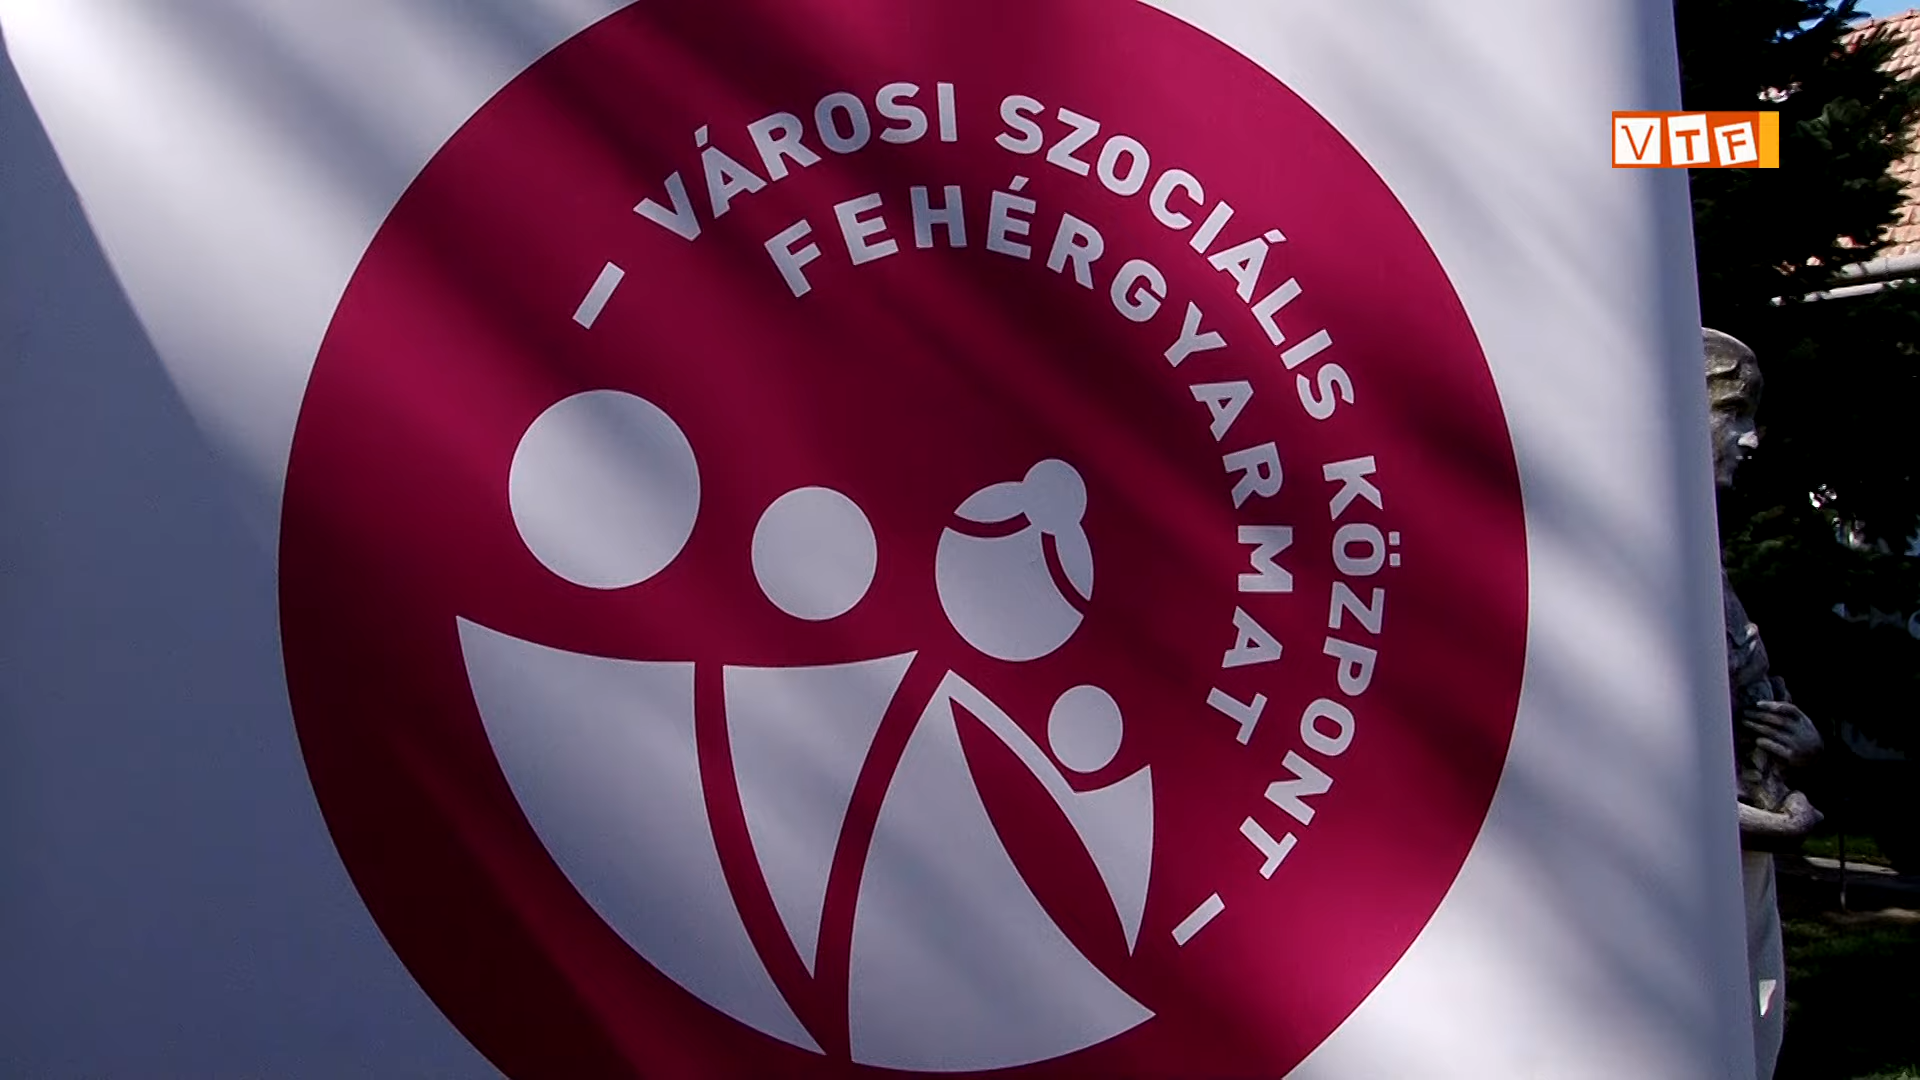 – VÁROSI SZOCIÁLIS KÖZPONT –
FEHÉRGYARMAT
VTF